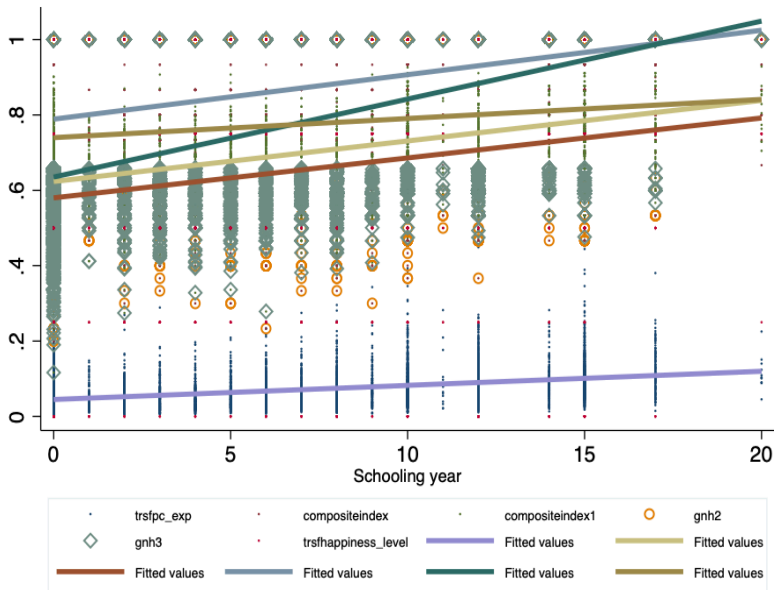 1
.8
.6
.4
.2
0
0 5 10 15 20
Schooling year
trsfpc_exp compositeindex compositeindex1 gnh2
gnh3 trsfhappiness_level Fitted values Fitted values
Fitted values Fitted values Fitted values Fitted values